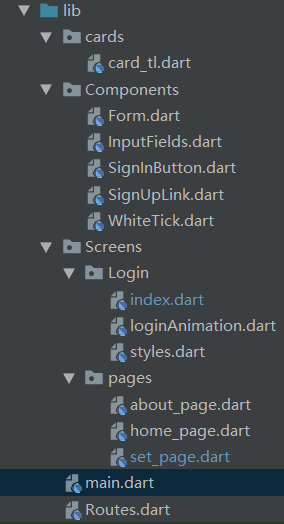 lib
cards
card_tl.dart
Components
Form.dart
InputFields.dart
SignInButton.dart
SignUpLink.dart
WhiteTick.dart
Screens
Login
index.dart
loginAnimation.dart
styles.dart
pages
about_page.dart
home_page.dart
set_page.dart
main.dart
Routes.dart